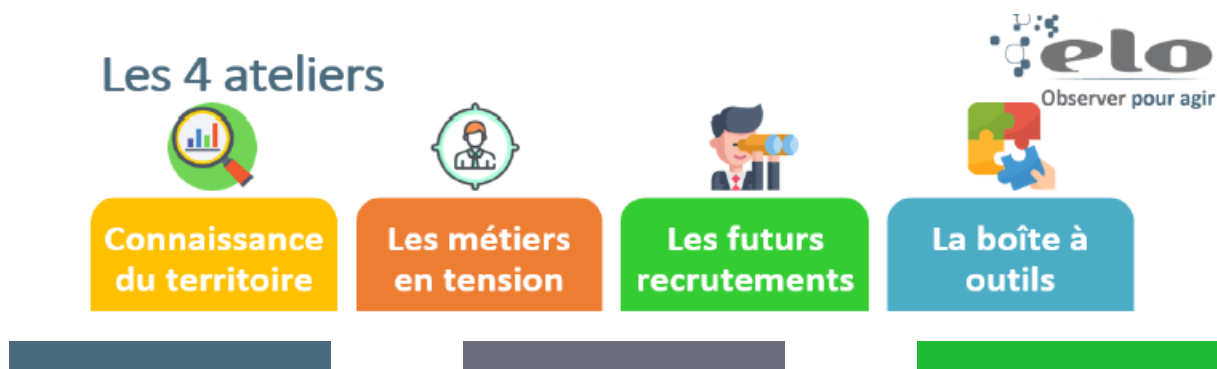 elo
Observer pour agir
Les 4 ateliers
Connaissance
du territoire
Les métiers
en tension
Les futurs
recrutements
La boîte à
outils